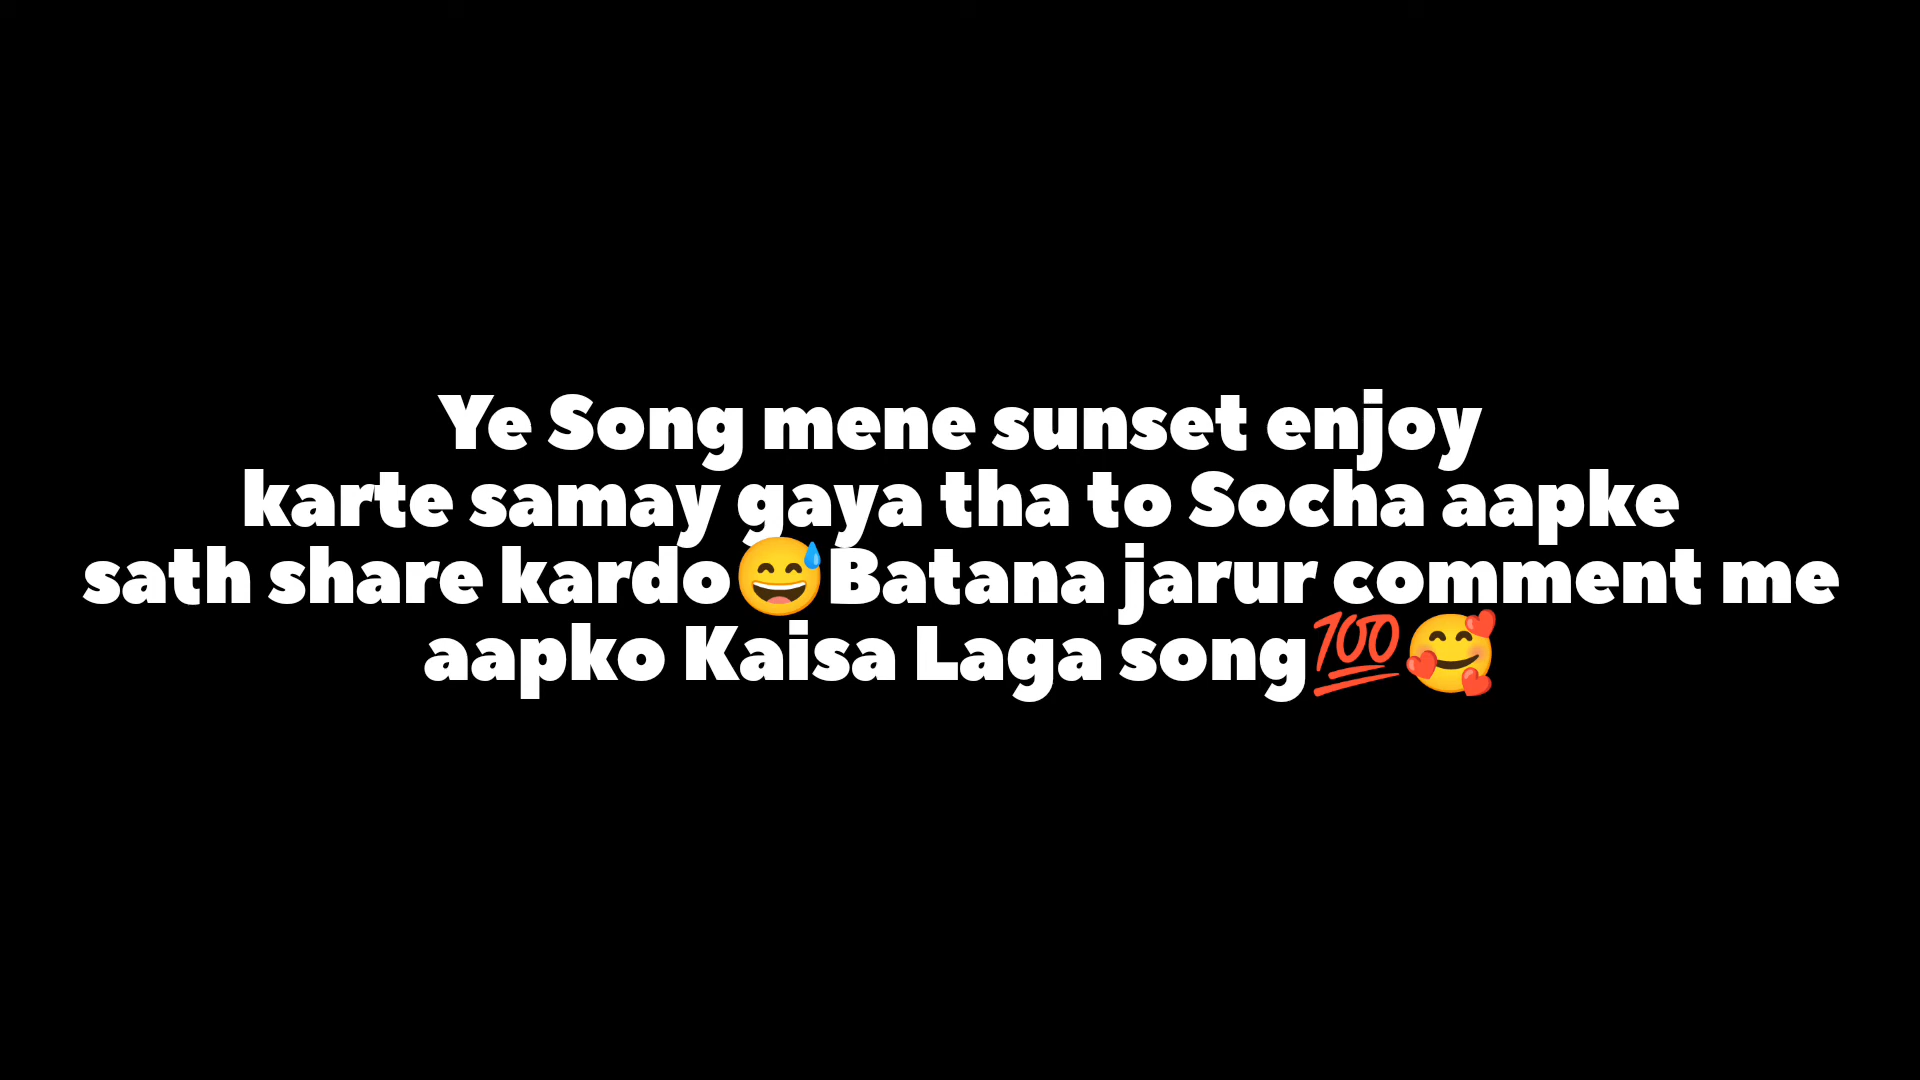 Ye Song mene sunset enjoy
karte samay gaya tha to Socha aapke
sath share kardo😅Batana jarur comment me
aapko Kaisa Laga song💯🥰